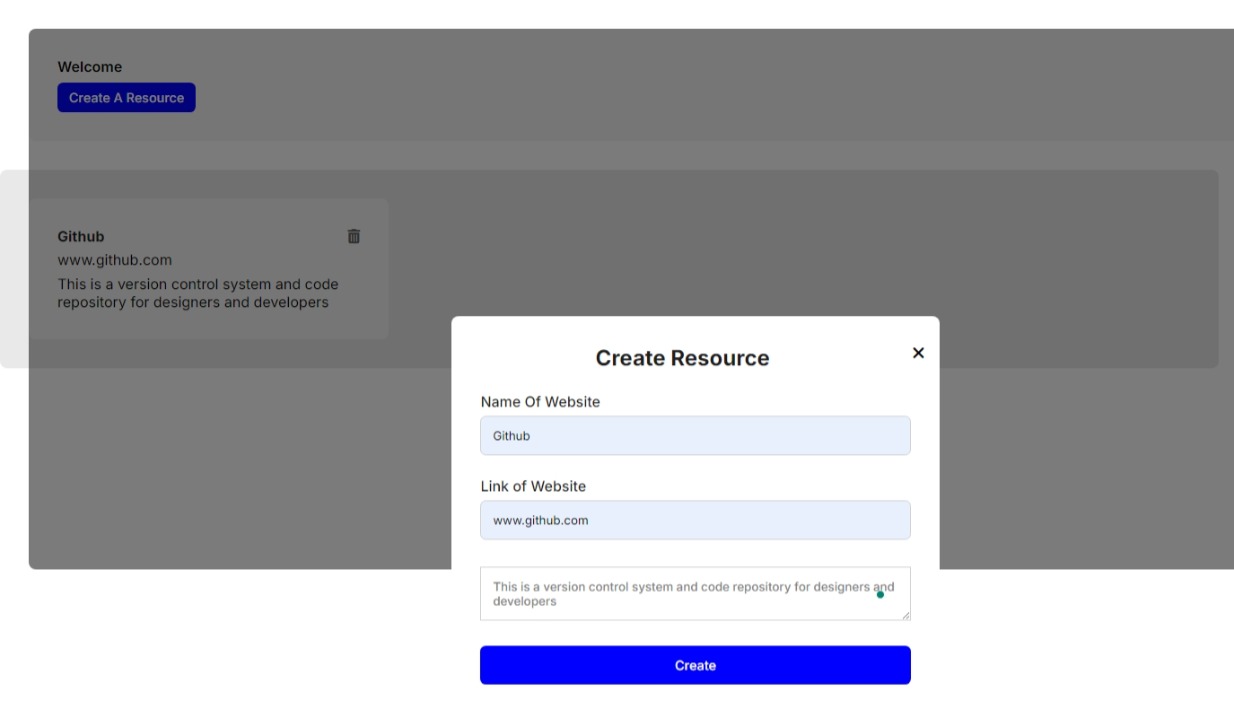 Welcome
Create A Resource
Github
www.github.com
This is a version control system and code
repository for designers and developers
Create Resource
Name Of Website
Github
Link of Website
www.github.com
This is a version control system and code repository for designers and
developers
Create